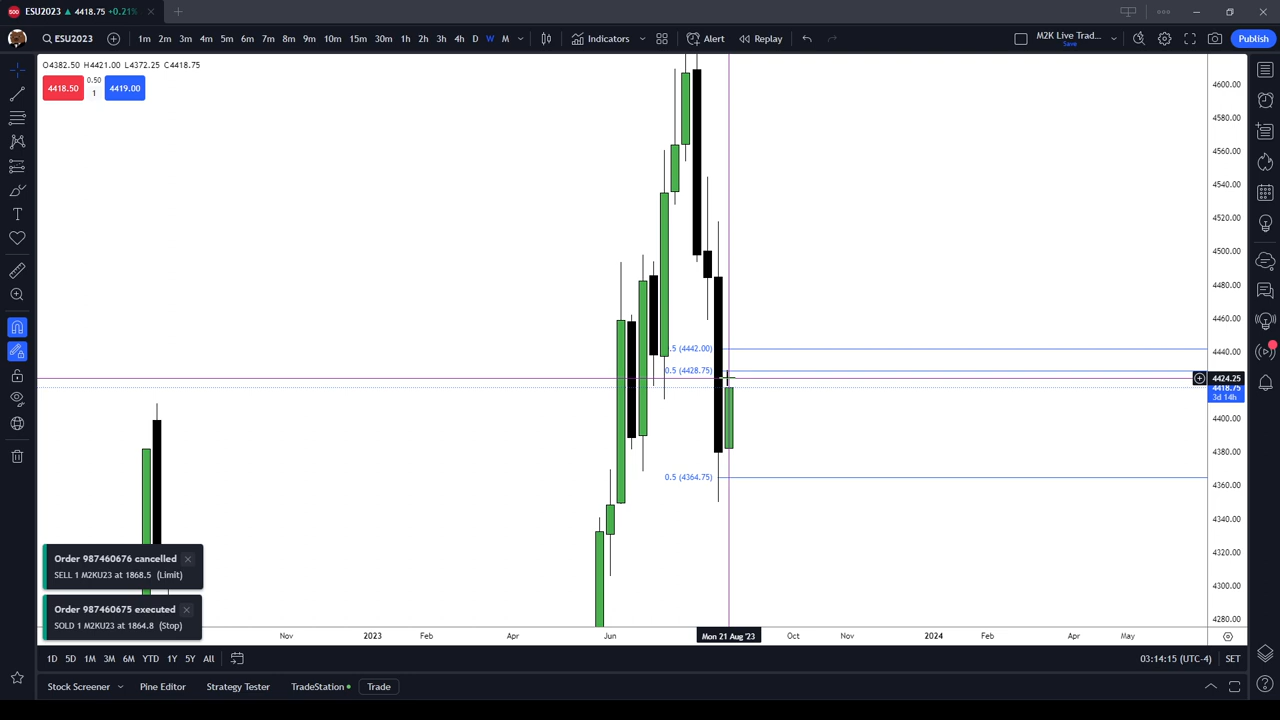 ESU2023 ▲ 4418.75 +0.21%
ESU2023 1m 2m 3m 4m 5m 6m 7m 8m 9m 10m 15m 30m 1h 2h 3h 4h D W M Indicators Alert Replay M2K Live Trad... Save Publish
O4382.50 H4421.00 L4372.25 C4418.75
4418.50 0.50 1 4419.00
4600.00
4580.00
4560.00
4540.00
4520.00
4500.00
4480.00
4460.00
0.5 (4442.00) 4440.00
0.5 (4428.75)
4424.25
4418.75
3d 14h
4400.00
4380.00
0.5 (4364.75) 4360.00
4340.00
4320.00
4300.00
4280.00
Order 987460676 cancelled
SELL 1 M2KU23 at 1868.5 (Limit)
Order 987460675 executed
SOLD 1 M2KU23 at 1864.8 (Stop)
Nov 2023 Feb Apr Jun Mon 21 Aug '23 Oct Nov 2024 Feb Apr May
1D 5D 1M 3M 6M YTD 1Y 5Y All 03:14:15 (UTC-4) SET
Stock Screener Pine Editor Strategy Tester TradeStation Trade